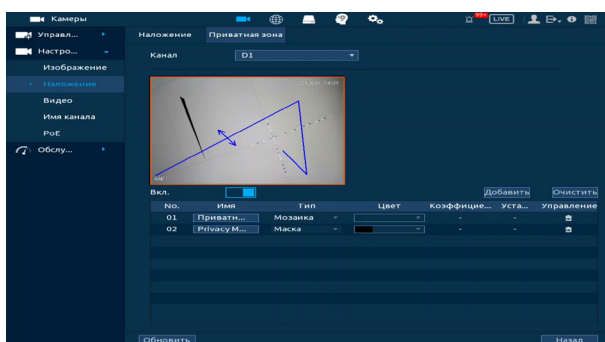 Камеры 99+ LIVE
Управл... Наложение Приватная зона
Настро... Канал D1
Изображение
Наложение
Видео
Имя канала
PoE
Обслу...
Вкл. Добавить Очистить
No. Имя Тип Цвет Коэффицие... Уста... Управление
01 Приватн... Мозаика - -
02 Privacy M... Маска - -
Обновить Назад